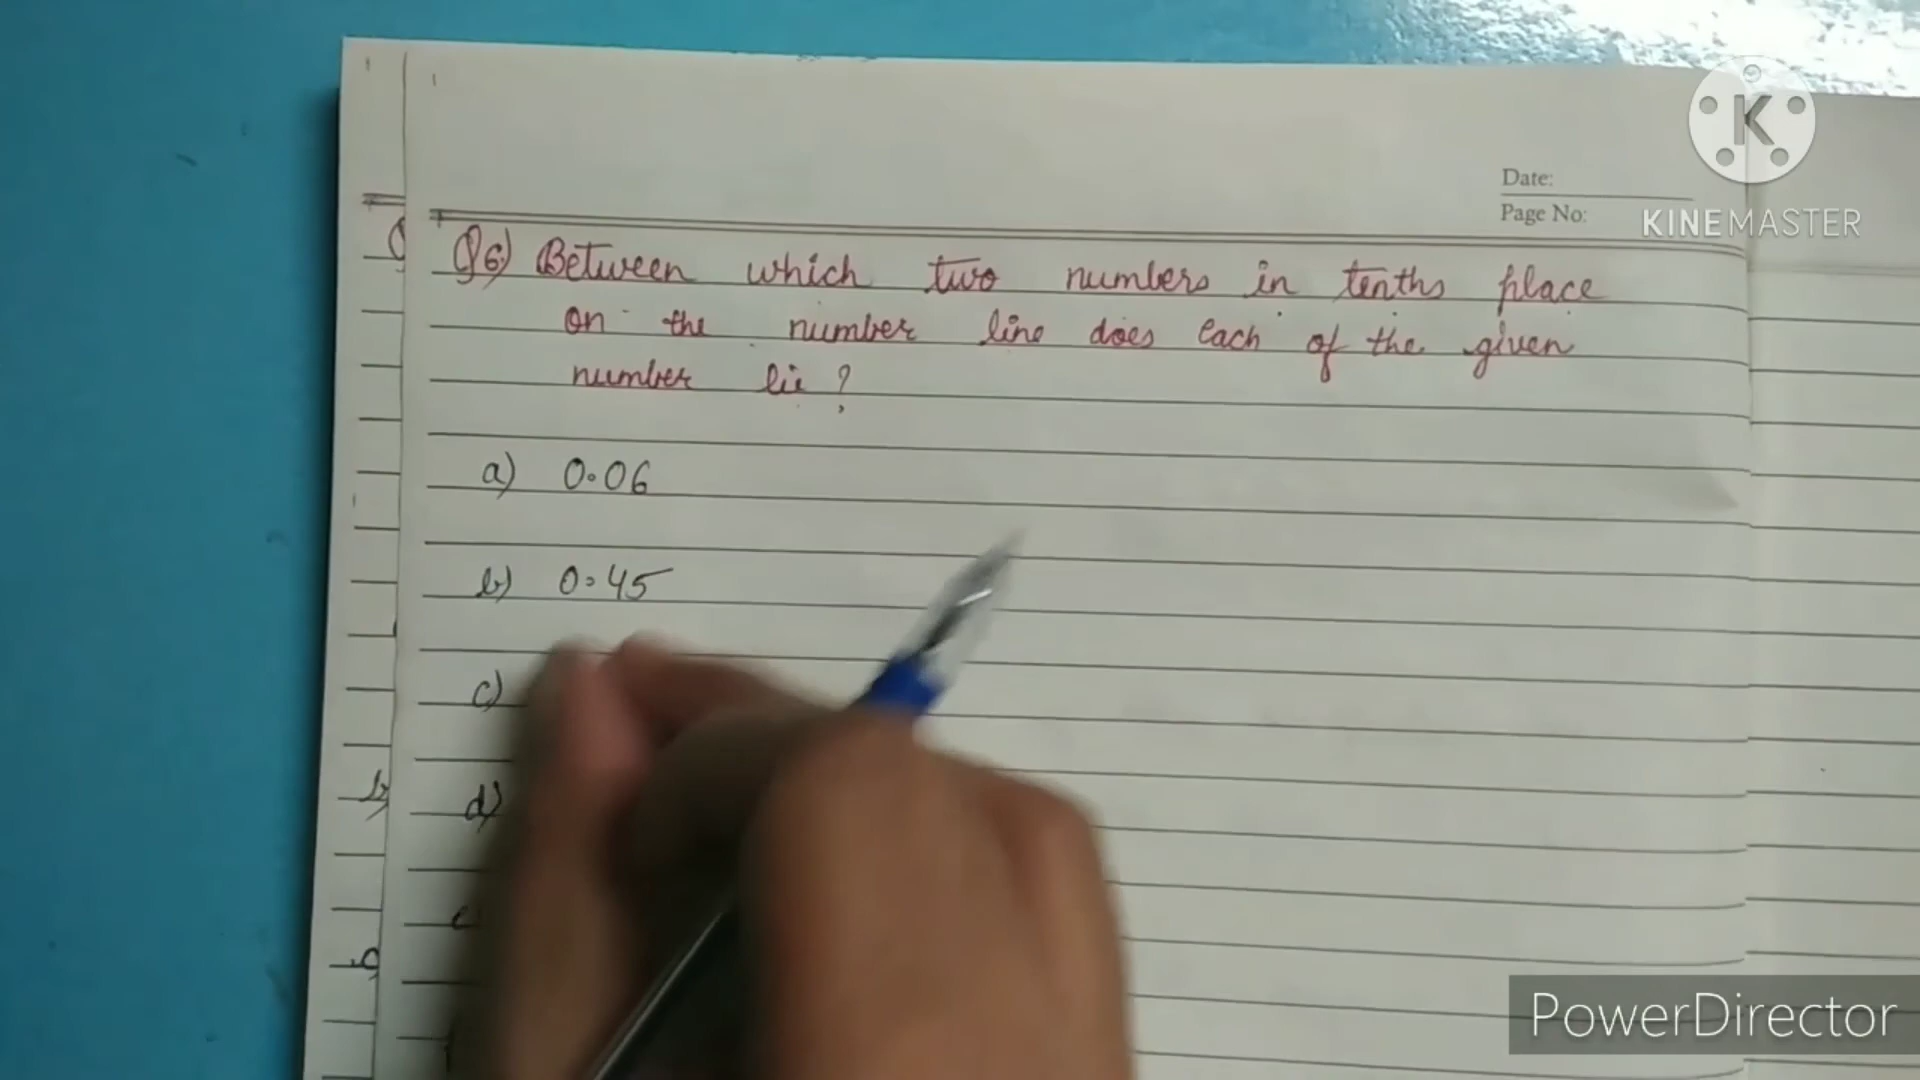 Date:
Page No:
KINEMASTER
Q6) Between which two numbers in tenths place
on the number line does each of the given
number lie ?
a) 0.06
b) 0.45
c)
d)
e
PowerDirector